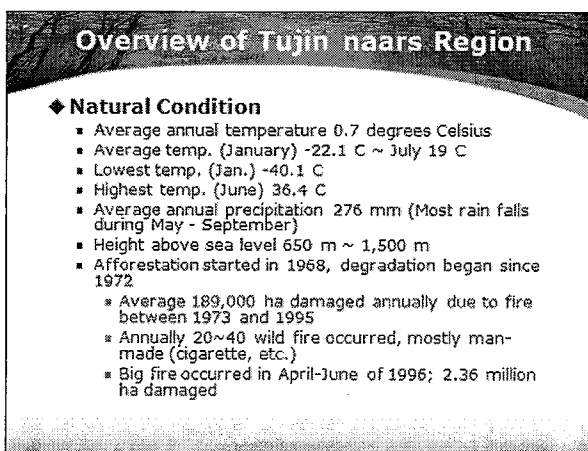 Overview of Tujin naars Region
◆Natural Condition
▪ Average annual temperature 0.7 degrees Celsius
▪ Average temp. (January) -22.1 C ~ July 19 C
▪ Lowest temp. (Jan.) -40.1 C
▪ Highest temp. (June) 36.4 C
▪ Average annual precipitation 276 mm (Most rain falls
during May - September)
▪ Height above sea level 650 m ~ 1,500 m
▪ Afforestation started in 1968, degradation began since
1972
▪ Average 189,000 ha damaged annually due to fire
between 1973 and 1995
▪ Annually 20~40 wild fire occurred, mostly man-
made (cigarette, etc.)
▪ Big fire occurred in April-June of 1996; 2.36 million
ha damaged